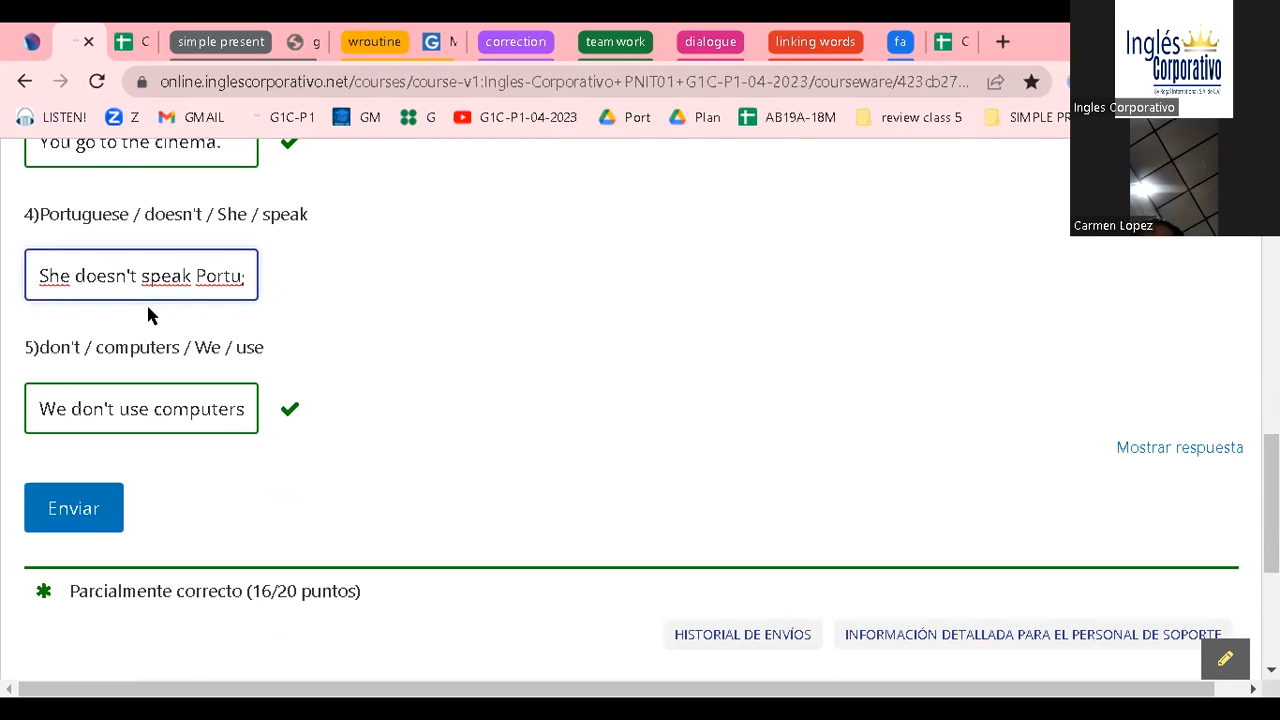 simple present
g
wroutine
correction
team work
dialogue
linking words
fa
C
online.inglescorporativo.net/courses/course-v1:Ingles-Corporativo+PNIT01+G1C-P1-04-2023/courseware/423cb27...
LISTEN! Z GMAIL G1C-P1 GM G G1C-P1-04-2023 Port Plan AB19A-18M review class 5 SIMPLE PR
Inglés
Corporativo
Ingles Corporativo
Carmen Lopez
You go to the cinema.
4)Portuguese / doesn't / She / speak
She doesn't speak Portu
5)don't / computers / We / use
We don't use computers
Mostrar respuesta
Enviar
Parcialmente correcto (16/20 puntos)
HISTORIAL DE ENVÍOS
INFORMACIÓN DETALLADA PARA EL PERSONAL DE SOPORTE